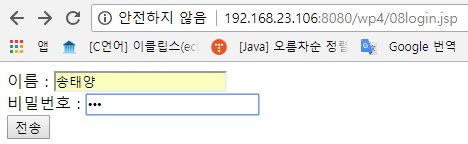 안전하지 않음 | 192.168.23.106:8080/wp4/08login.jsp
앱 [C언어] 이클립스(ec [Java] 오름차순 정렬 Google 번역
이름 : 송태양
비밀번호 : •••
전송